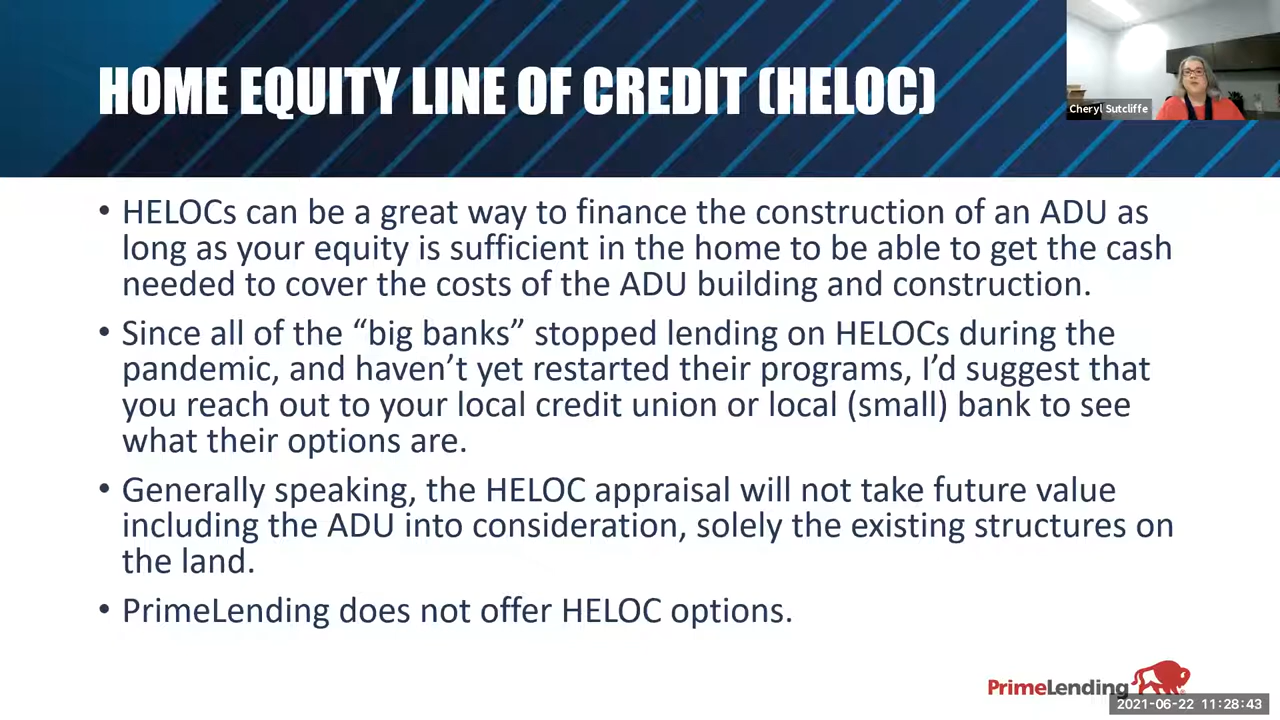 HOME EQUITY LINE OF CREDIT (HELOC)
Cheryl Sutcliffe
• HELOCs can be a great way to finance the construction of an ADU as
long as your equity is sufficient in the home to be able to get the cash
needed to cover the costs of the ADU building and construction.
• Since all of the “big banks” stopped lending on HELOCs during the
pandemic, and haven’t yet restarted their programs, I’d suggest that
you reach out to your local credit union or local (small) bank to see
what their options are.
• Generally speaking, the HELOC appraisal will not take future value
including the ADU into consideration, solely the existing structures on
the land.
• PrimeLending does not offer HELOC options.
PrimeLending
2021-06-22 11:28:43